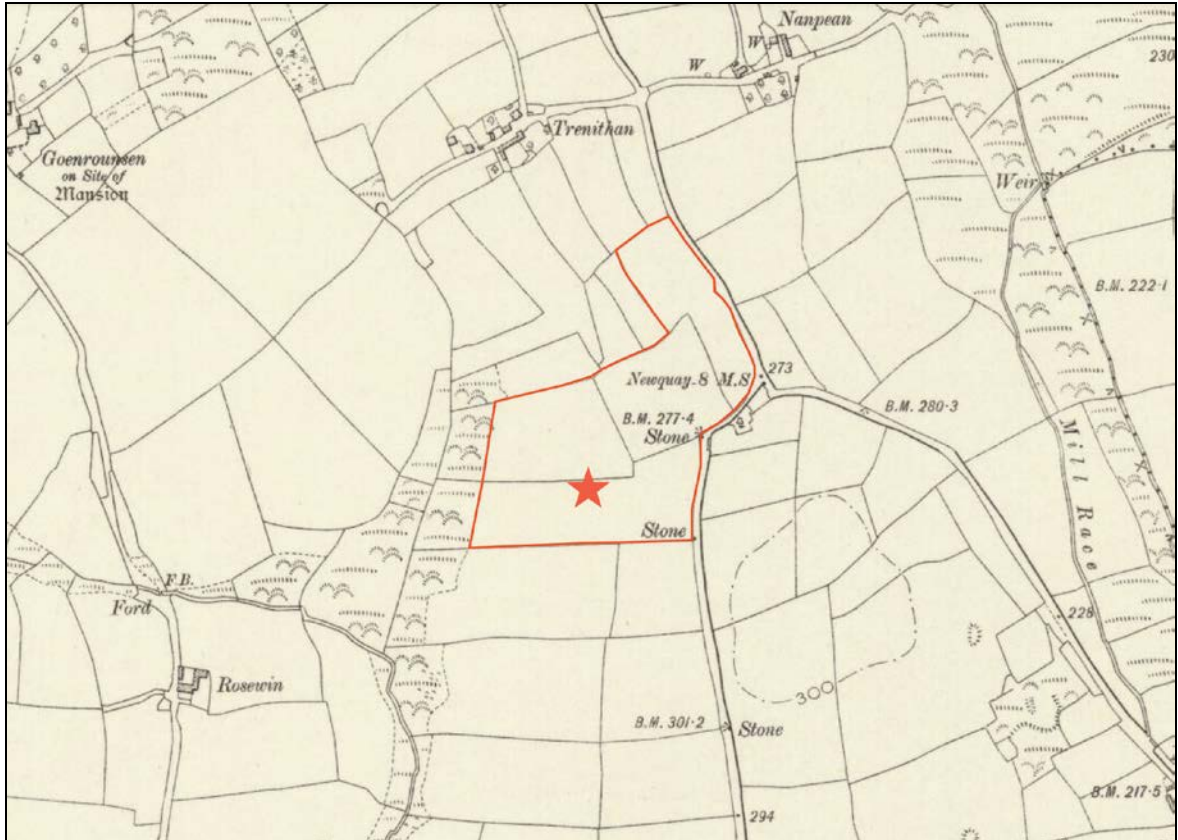 Nanpean
W
W
230
Trenithan
Goenrounsen
on Site of
Mansion
Weir
B.M. 222·1
273
Newquay 8 M.S
B.M. 280·3
B.M. 277·4
Stone
Mill Race
Stone
F.B.
Ford
228
Rosewin
300
B.M. 301·2
Stone
B.M. 217·5
294